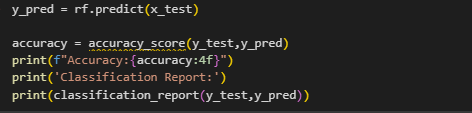 y_pred = rf.predict(x_test)
accuracy = accuracy_score(y_test,y_pred)
print(f"Accuracy:{accuracy:4f}")
print('Classification Report:')
print(classification_report(y_test,y_pred))